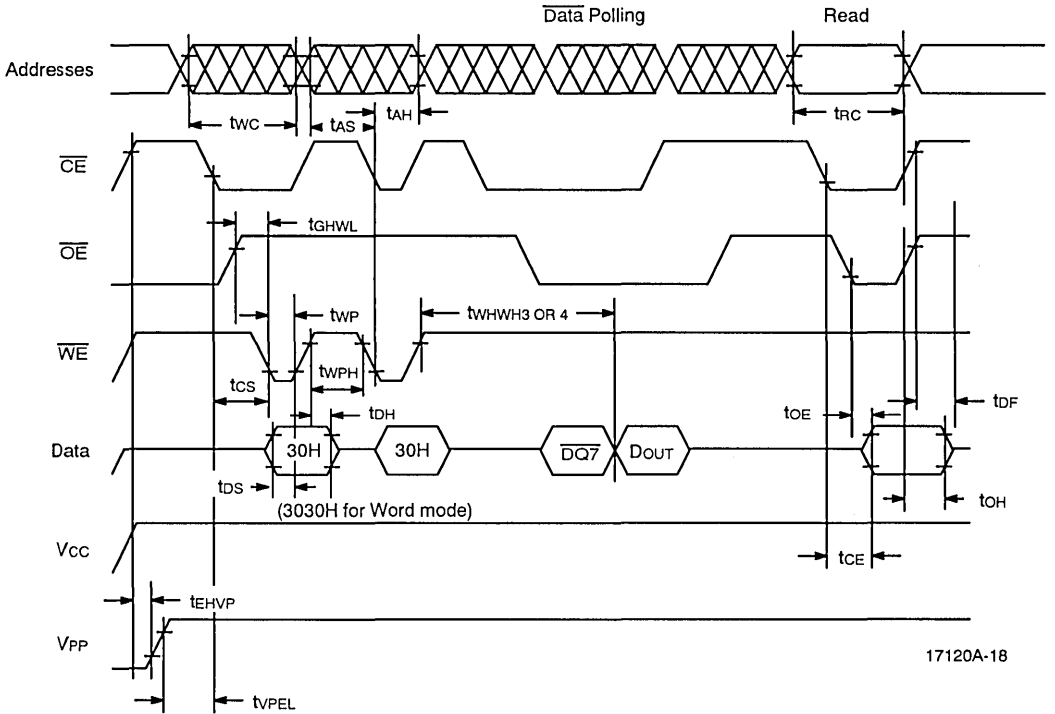 Data Polling
Read
Addresses
tWC
tAS
tAH
tRC
CE
tGHWL
OE
tWP
tWHWH3 OR 4
WE
tCS
tWPH
tDH
tOE
tDF
Data
30H
30H
DQ7
DOUT
tDS
(3030H for Word mode)
tOH
VCC
tCE
tEHVP
VPP
17120A-18
tVPEL